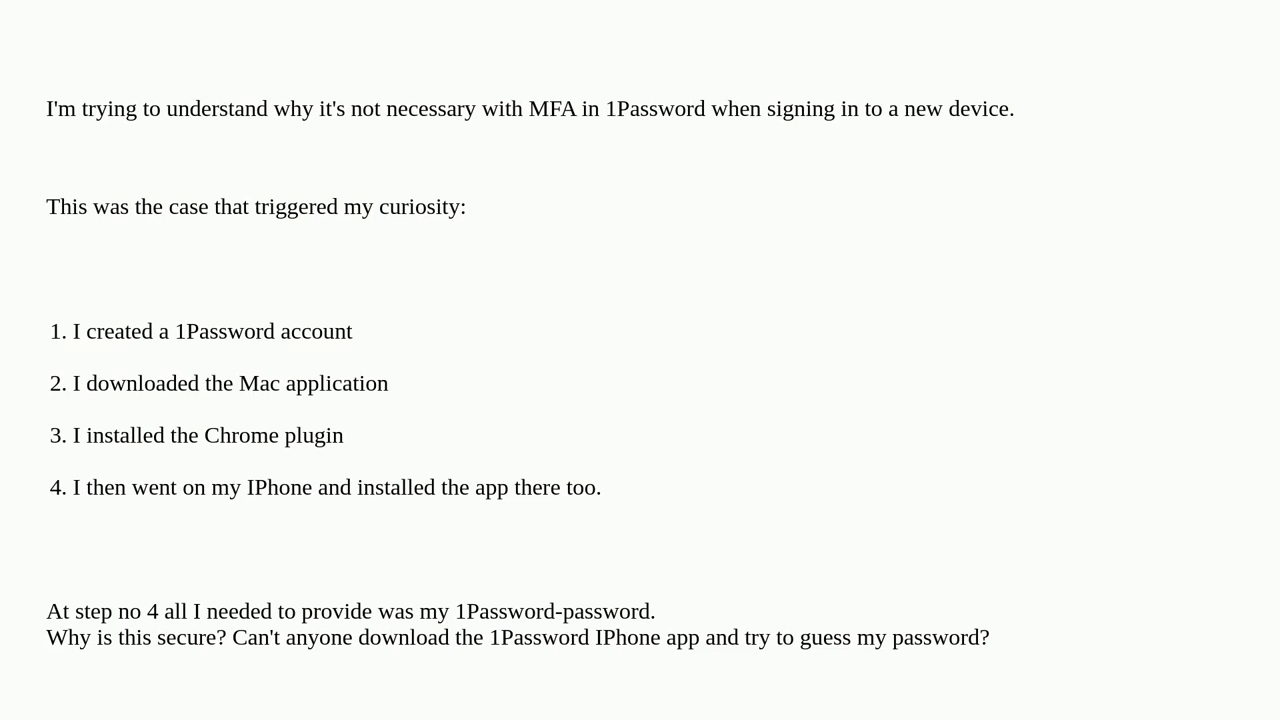 I'm trying to understand why it's not necessary with MFA in 1Password when signing in to a new device.
This was the case that triggered my curiosity:
1. I created a 1Password account
2. I downloaded the Mac application
3. I installed the Chrome plugin
4. I then went on my IPhone and installed the app there too.
At step no 4 all I needed to provide was my 1Password-password.
Why is this secure? Can't anyone download the 1Password IPhone app and try to guess my password?